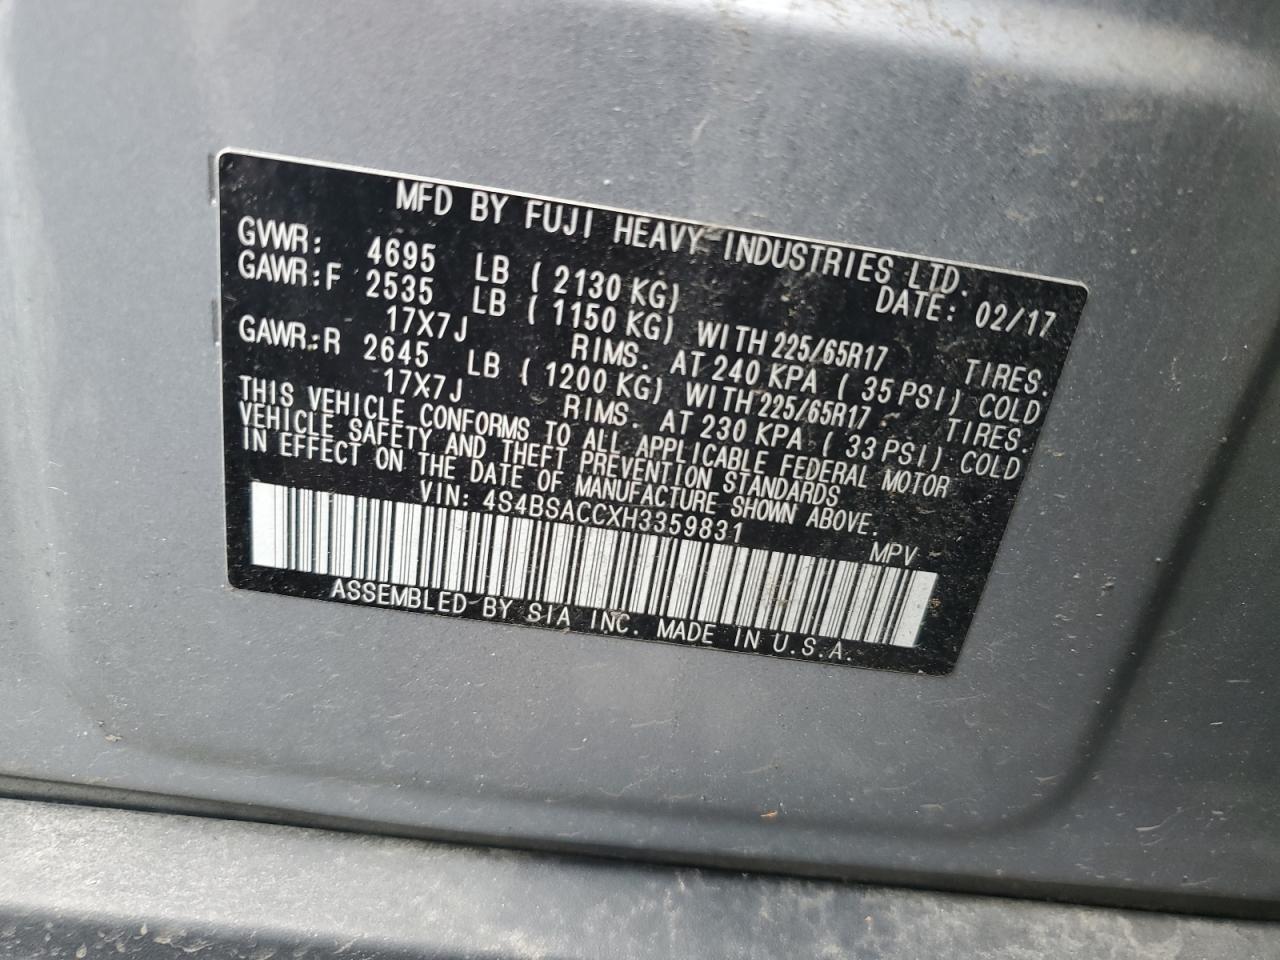 MFD BY FUJI HEAVY INDUSTRIES LTD.
DATE: 02/17
GVWR: 4695 LB ( 2130 KG)
GAWR:F 2535 LB ( 1150 KG) WITH 225/65R17 TIRES.
17X7J RIMS. AT 240 KPA ( 35 PSI) COLD
GAWR:R 2645 LB ( 1200 KG) WITH 225/65R17 TIRES.
17X7J RIMS. AT 230 KPA ( 33 PSI) COLD
THIS VEHICLE CONFORMS TO ALL APPLICABLE FEDERAL MOTOR
VEHICLE SAFETY AND THEFT PREVENTION STANDARDS
IN EFFECT ON THE DATE OF MANUFACTURE SHOWN ABOVE.
VIN: 4S4BSACCXH3359831 MPV
ASSEMBLED BY SIA INC. MADE IN U.S.A.